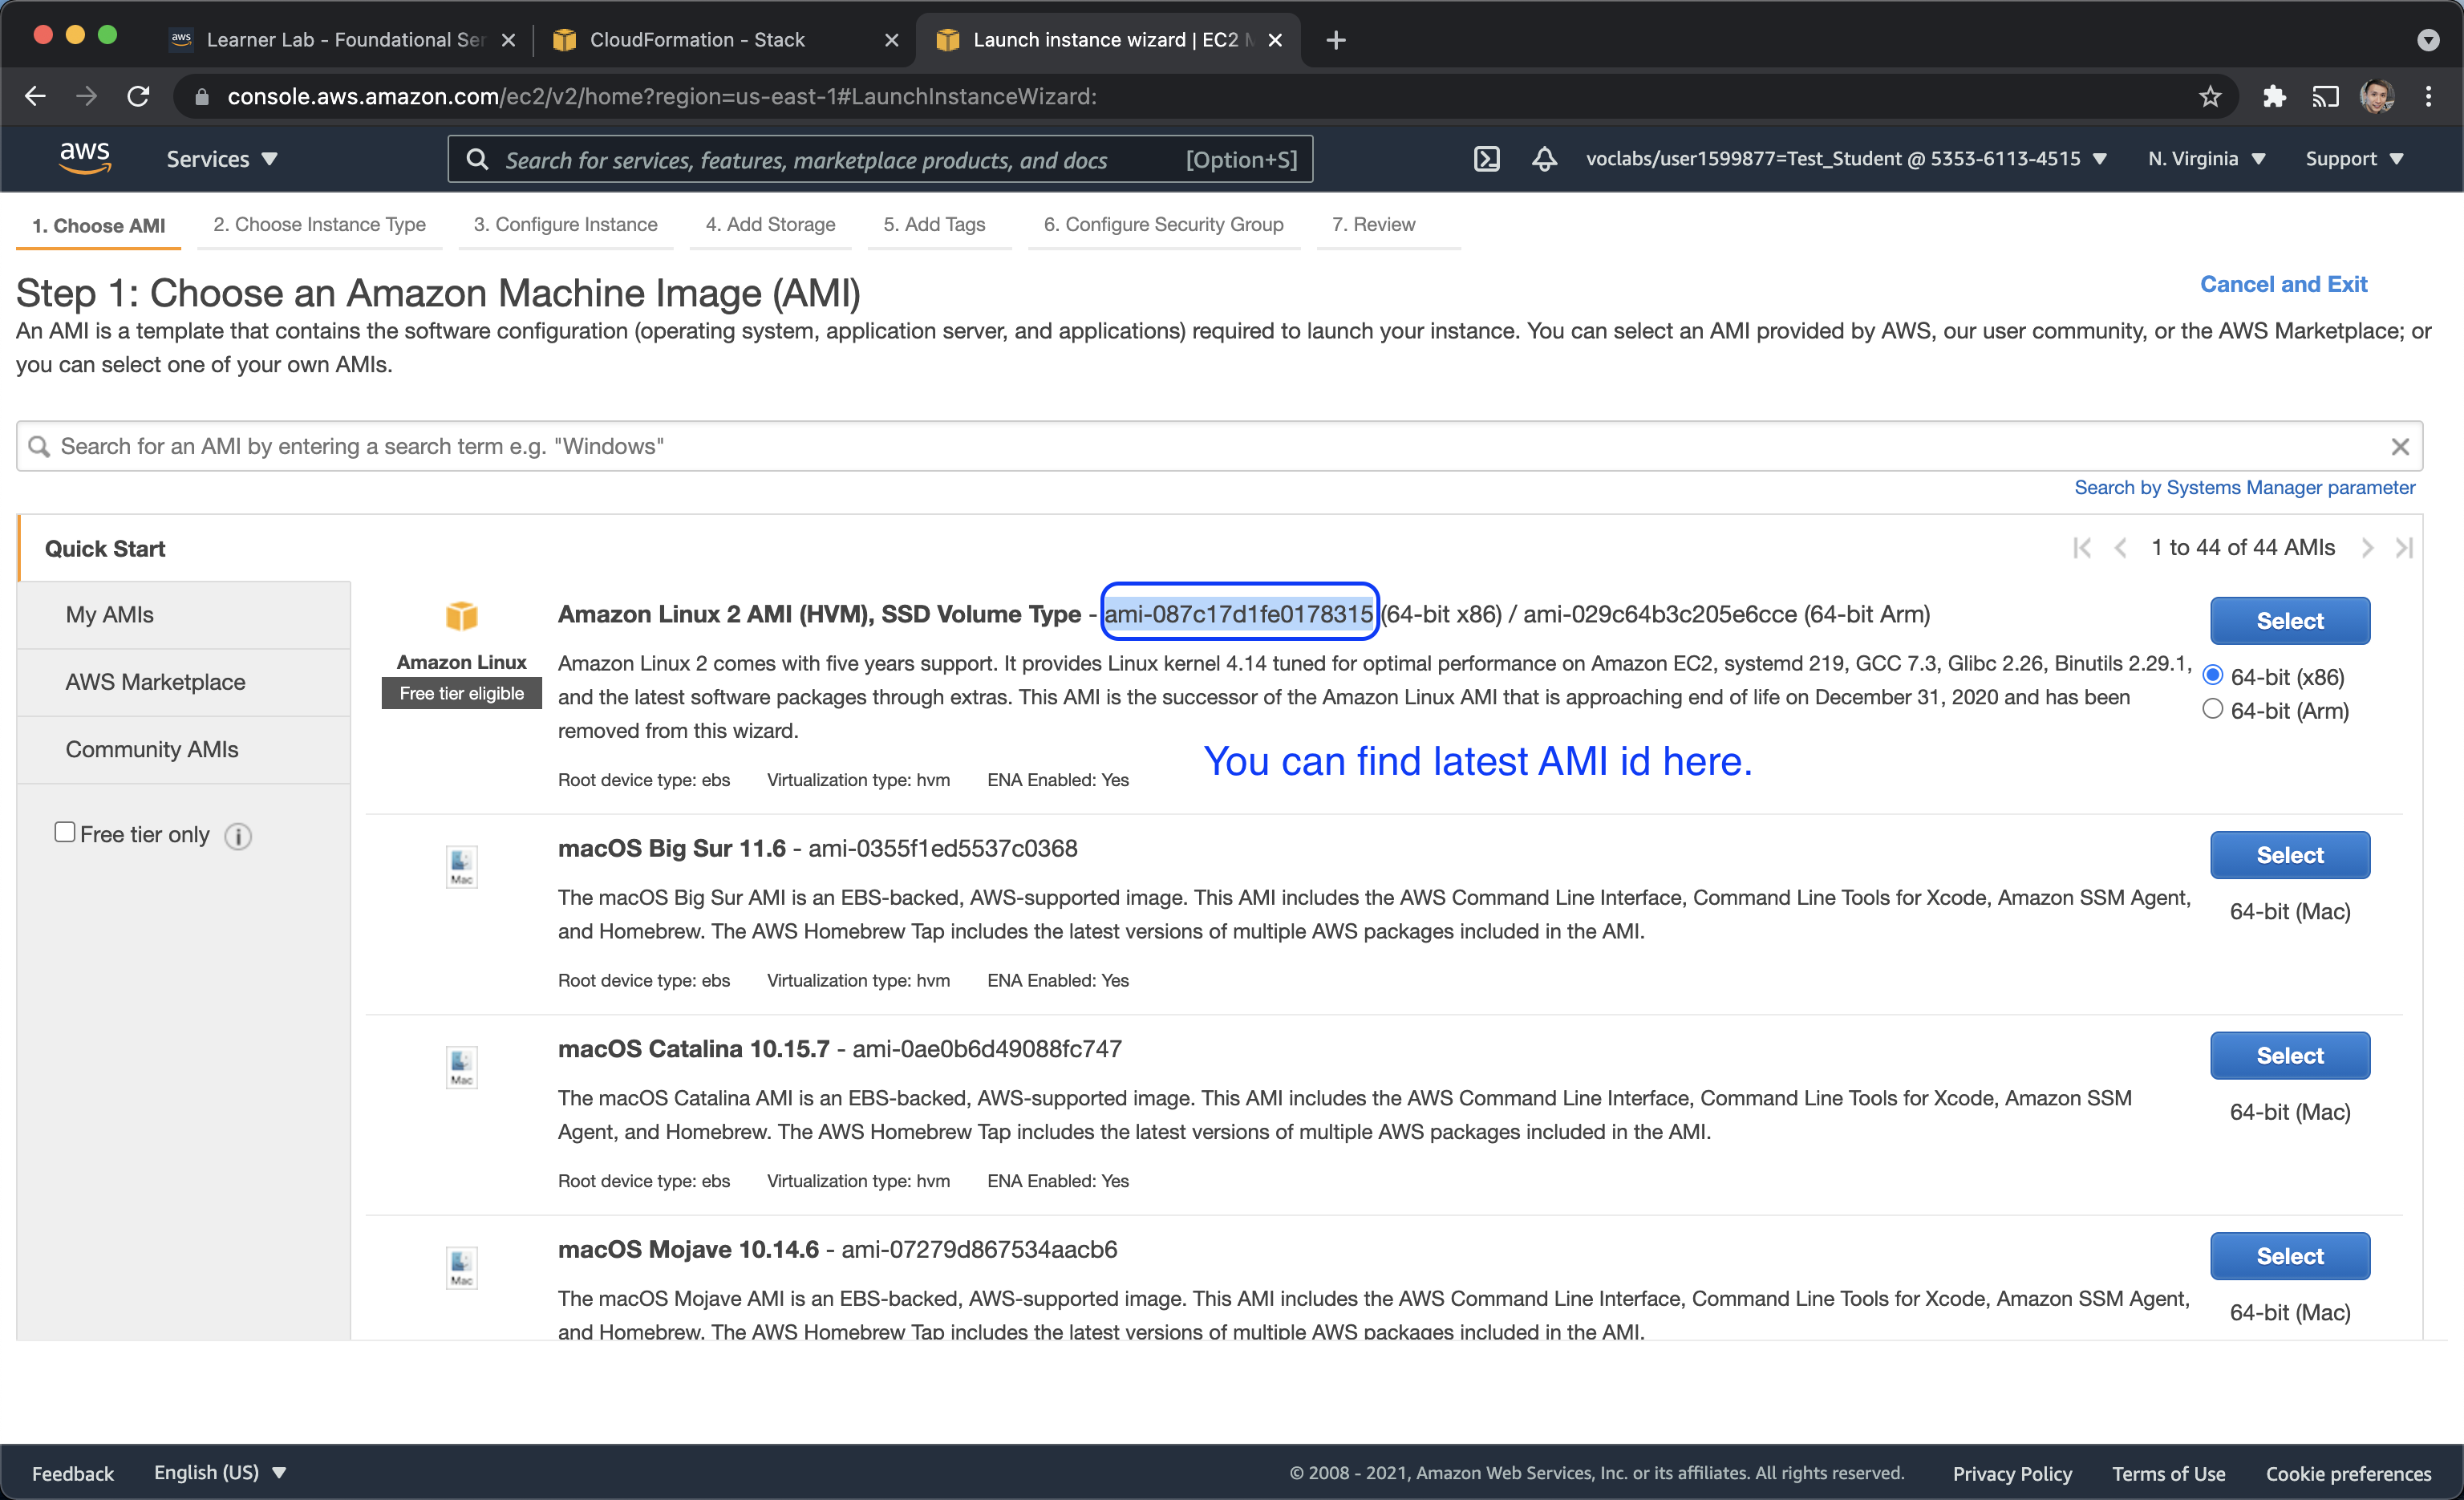 aws Learner Lab - Foundational Ser
CloudFormation - Stack
Launch instance wizard | EC2 M
console.aws.amazon.com/ec2/v2/home?region=us-east-1#LaunchInstanceWizard:
aws
Services
Search for services, features, marketplace products, and docs [Option+S]
voclabs/user1599877=Test_Student @ 5353-6113-4515
N. Virginia
Support
1. Choose AMI
2. Choose Instance Type
3. Configure Instance
4. Add Storage
5. Add Tags
6. Configure Security Group
7. Review
Step 1: Choose an Amazon Machine Image (AMI)
Cancel and Exit
An AMI is a template that contains the software configuration (operating system, application server, and applications) required to launch your instance. You can select an AMI provided by AWS, our user community, or the AWS Marketplace; or
you can select one of your own AMIs.
Search for an AMI by entering a search term e.g. "Windows"
Search by Systems Manager parameter
Quick Start
1 to 44 of 44 AMIs
My AMIs
AWS Marketplace
Community AMIs
Free tier only
Amazon Linux
Free tier eligible
Amazon Linux 2 AMI (HVM), SSD Volume Type - ami-087c17d1fe0178315 (64-bit x86) / ami-029c64b3c205e6cce (64-bit Arm)
Amazon Linux 2 comes with five years support. It provides Linux kernel 4.14 tuned for optimal performance on Amazon EC2, systemd 219, GCC 7.3, Glibc 2.26, Binutils 2.29.1,
and the latest software packages through extras. This AMI is the successor of the Amazon Linux AMI that is approaching end of life on December 31, 2020 and has been
removed from this wizard.
Root device type: ebs Virtualization type: hvm ENA Enabled: Yes
Select
64-bit (x86)
64-bit (Arm)
You can find latest AMI id here.
Mac
macOS Big Sur 11.6 - ami-0355f1ed5537c0368
The macOS Big Sur AMI is an EBS-backed, AWS-supported image. This AMI includes the AWS Command Line Interface, Command Line Tools for Xcode, Amazon SSM Agent,
and Homebrew. The AWS Homebrew Tap includes the latest versions of multiple AWS packages included in the AMI.
Root device type: ebs Virtualization type: hvm ENA Enabled: Yes
Select
64-bit (Mac)
Mac
macOS Catalina 10.15.7 - ami-0ae0b6d49088fc747
The macOS Catalina AMI is an EBS-backed, AWS-supported image. This AMI includes the AWS Command Line Interface, Command Line Tools for Xcode, Amazon SSM
Agent, and Homebrew. The AWS Homebrew Tap includes the latest versions of multiple AWS packages included in the AMI.
Root device type: ebs Virtualization type: hvm ENA Enabled: Yes
Select
64-bit (Mac)
Mac
macOS Mojave 10.14.6 - ami-07279d867534aacb6
The macOS Mojave AMI is an EBS-backed, AWS-supported image. This AMI includes the AWS Command Line Interface, Command Line Tools for Xcode, Amazon SSM Agent,
and Homebrew. The AWS Homebrew Tap includes the latest versions of multiple AWS packages included in the AMI.
Select
64-bit (Mac)
Feedback
English (US)
© 2008 - 2021, Amazon Web Services, Inc. or its affiliates. All rights reserved.
Privacy Policy
Terms of Use
Cookie preferences